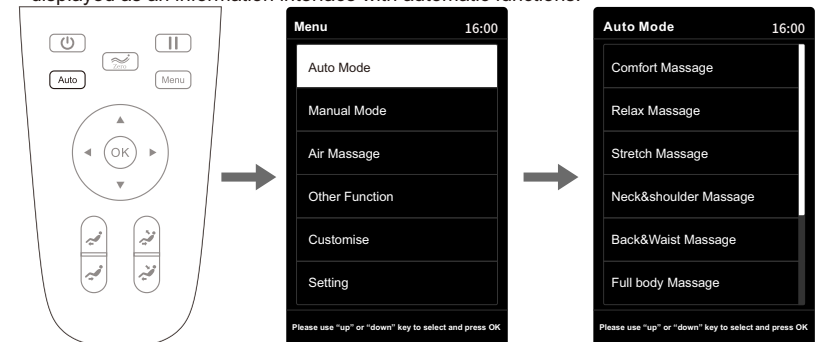 displayed as an information interface with automatic functions.
Zero
Auto
Menu
OK
Menu 16:00
Auto Mode
Manual Mode
Air Massage
Other Function
Customise
Setting
Please use “up” or “down” key to select and press OK
Auto Mode 16:00
Comfort Massage
Relax Massage
Stretch Massage
Neck&shoulder Massage
Back&Waist Massage
Full body Massage
Please use “up” or “down” key to select and press OK